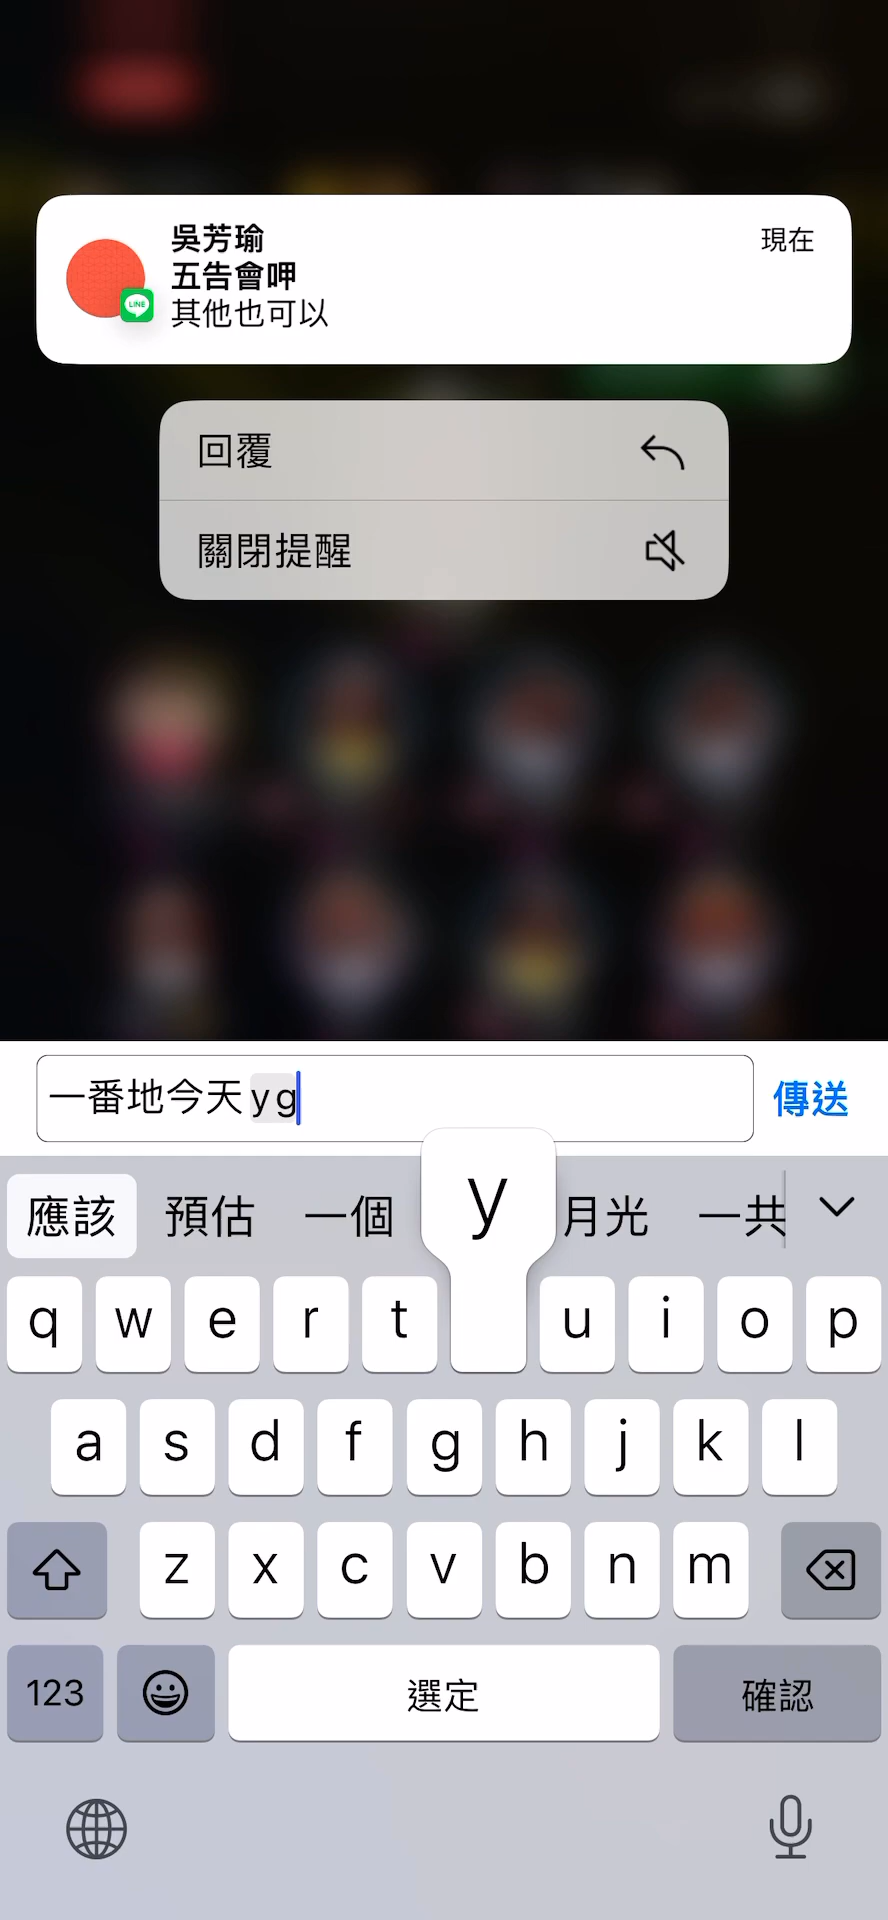 吳芳瑜
現在
五告會呷
其他也可以
LINE
回覆
關閉提醒
一番地今天 y g
傳送
應該 預估 一個 月光 一共
y
q w e r t u i o p
a s d f g h j k l
z x c v b n m
123 選定 確認